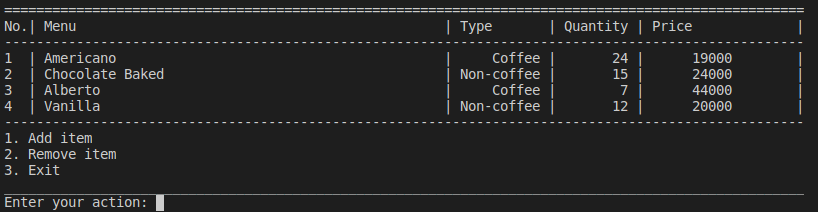 ====================================================================================================
No.| Menu                                                  | Type       | Quantity | Price             |
----------------------------------------------------------------------------------------------------
1  | Americano                                         |     Coffee |       24 |      19000        |
2  | Chocolate Baked                                   | Non-coffee |       15 |      24000        |
3  | Alberto                                           |     Coffee |        7 |      44000        |
4  | Vanilla                                           | Non-coffee |       12 |      20000        |
----------------------------------------------------------------------------------------------------
1. Add item
2. Remove item
3. Exit
____________________________________________________________________________________________________
Enter your action: